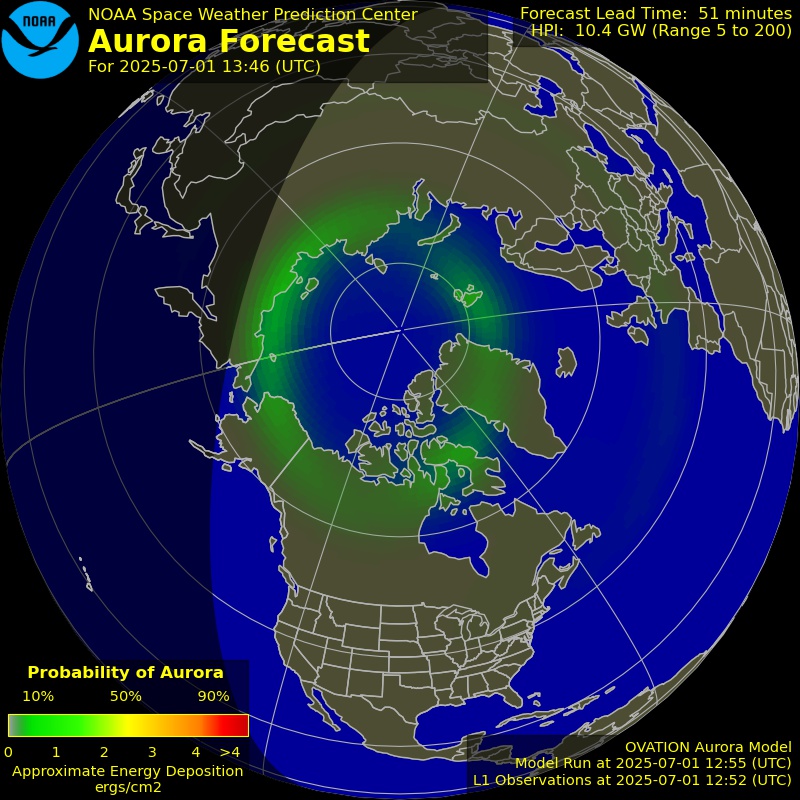 NOAA
NOAA Space Weather Prediction Center
Aurora Forecast
For 2025-07-01 13:46 (UTC)
Forecast Lead Time: 51 minutes
HPI: 10.4 GW (Range 5 to 200)
Probability of Aurora
10% 50% 90%
0 1 2 3 4 >4
Approximate Energy Deposition
ergs/cm2
OVATION Aurora Model
Model Run at 2025-07-01 12:55 (UTC)
L1 Observations at 2025-07-01 12:52 (UTC)